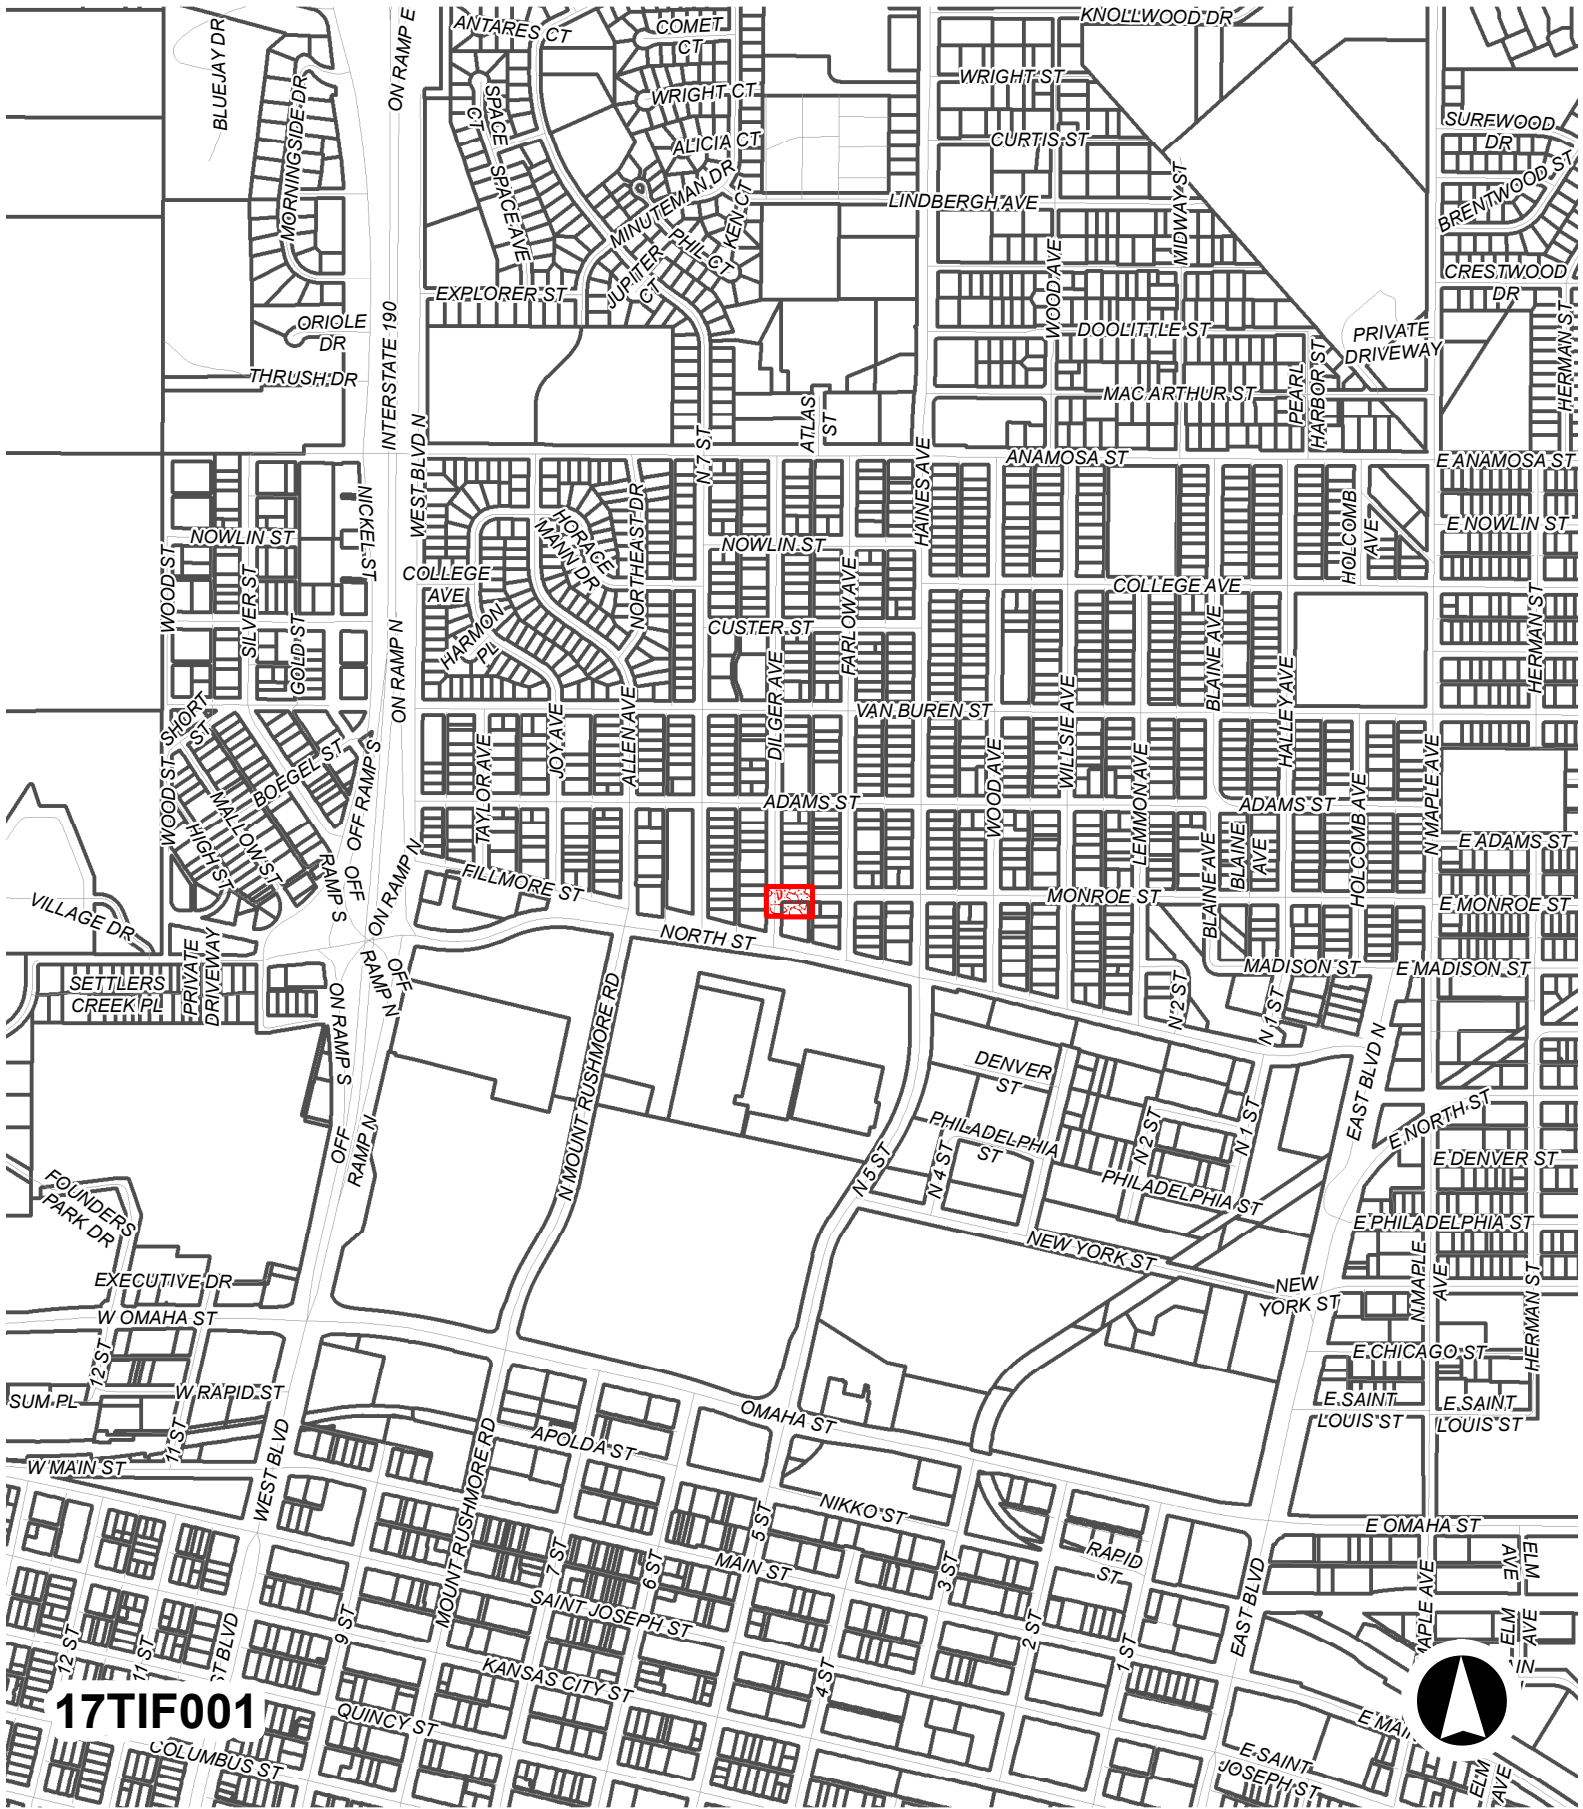 KNOLLWOOD DR
ANTARES CT
COMET
CT
ON RAMP E
BLUEJAY DR
MORNINGSIDE DR
WRIGHT ST
WRIGHT CT
SPACE
CT
SURFWOOD
DR
CURTIS ST
ALICIA CT
BRENTWOOD ST
MINUTEMAN DR
SPACE AVE
LINDBERGH AVE
MIDWAY ST
KEN CT
PHIL CT
JUPITER
CT
WOOD AVE
CRESTWOOD
DR
EXPLORER ST
ORIOLE
DR
INTERSTATE 190
DOOLITTLE ST
PRIVATE
DRIVEWAY
HERMAN ST
THRUSH DR
MAC ARTHUR ST
PEARL
HARBOR ST
ATLAS
ST
WEST BLVD N
N 7 ST
HAINES AVE
ANAMOSA ST
E ANAMOSA ST
NICKEL ST
NORTHEAST DR
HORACE
MANN DR
HOLCOMB
AVE
E NOWLIN ST
NOWLIN ST
NOWLIN ST
WOOD ST
SILVER ST
GOLD ST
COLLEGE
AVE
FARLOW AVE
COLLEGE AVE
HERMAN ST
HARMON
PL
ON RAMP N
CUSTER ST
DILGER AVE
BLAINE AVE
HALLEY AVE
SHORT
ST
JOY AVE
ALLEN AVE
VAN BUREN ST
WILLSIE AVE
BOEGEL ST
OFF RAMP S
TAYLOR AVE
WOOD AVE
LEMMON AVE
HOLCOMB AVE
N MAPLE AVE
WOOD ST
MALLOW ST
HIGH ST
ADAMS ST
ADAMS ST
E ADAMS ST
ON RAMP N
OFF
RAMP S
FILLMORE ST
BLAINE AVE
BLAINE
AVE
MONROE ST
E MONROE ST
VILLAGE DR
NORTH ST
PRIVATE
DRIVEWAY
OFF
RAMP N
MADISON ST
E MADISON ST
SETTLERS
CREEK PL
ON RAMP S
N MOUNT RUSHMORE RD
N 2 ST
N 1 ST
EAST BLVD N
DENVER
ST
OFF
RAMP N
PHILADELPHIA
ST
N 2 ST
N 1 ST
E NORTH ST
N 5 ST
N 4 ST
E DENVER ST
FOUNDERS
PARK DR
PHILADELPHIA ST
E PHILADELPHIA ST
NEW YORK ST
N MAPLE
AVE
EXECUTIVE DR
NEW
YORK ST
W OMAHA ST
HERMAN ST
12 ST
E CHICAGO ST
W RAPID ST
SUM PL
E SAINT
LOUIS ST
E SAINT
LOUIS ST
OMAHA ST
11 ST
WEST BLVD
MOUNT RUSHMORE RD
APOLDA ST
W MAIN ST
NIKKO ST
5 ST
E OMAHA ST
7 ST
6 ST
MAIN ST
3 ST
RAPID
ST
ELM
AVE
EAST BLVD
MAPLE AVE
SAINT JOSEPH ST
9 ST
12 ST
11 ST
ST BLVD
2 ST
1 ST
ELM
AVE
KANSAS CITY ST
4 ST
17TIF001
QUINCY ST
COLUMBUS ST
E MAIN
E SAINT
JOSEPH ST
ELM
AVE